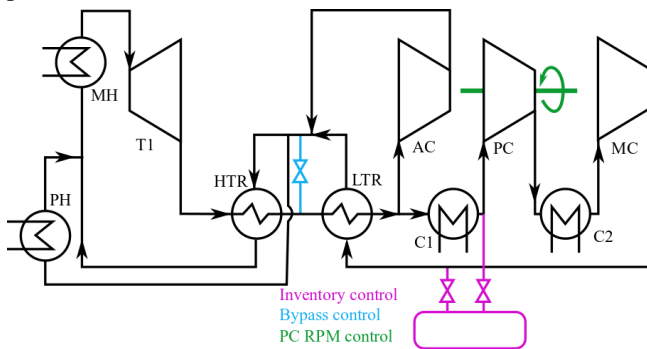 MH
T1
AC
PC
MC
HTR
LTR
PH
C1
C2
Inventory control
Bypass control
PC RPM control